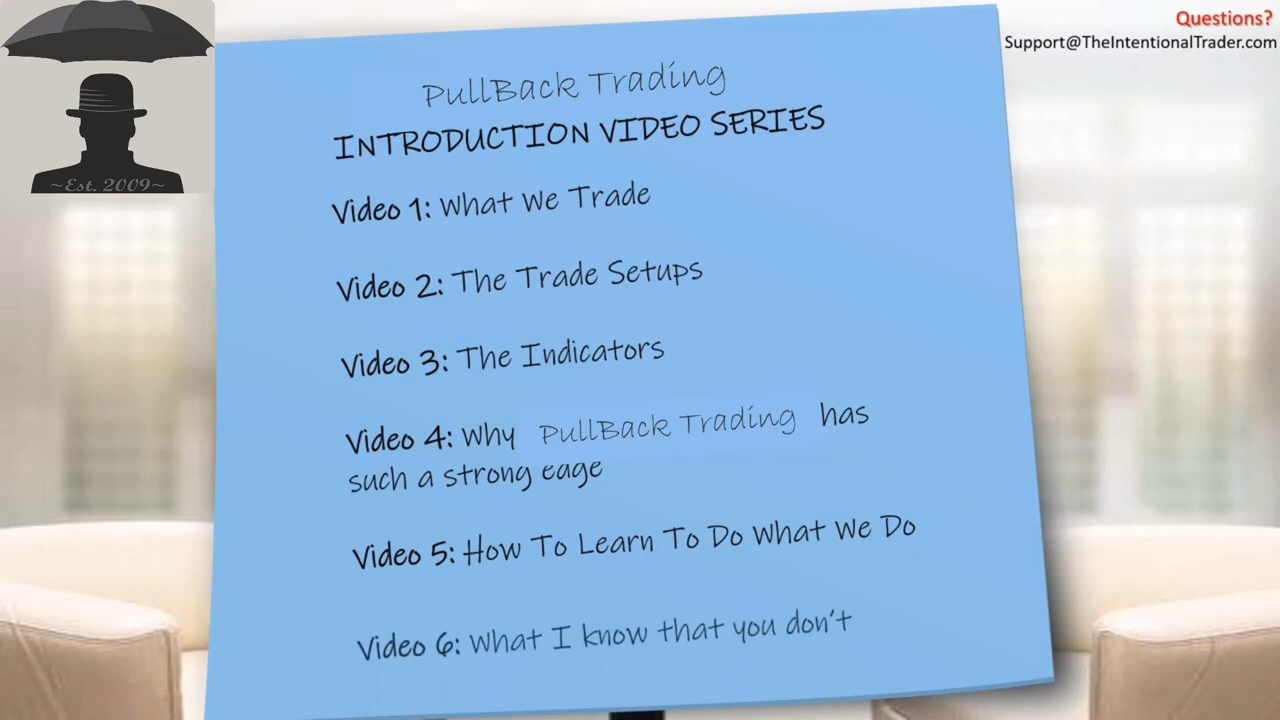 Questions?
Support@TheIntentionalTrader.com
~Est. 2009~
PullBack Trading
INTRODUCTION VIDEO SERIES
Video 1: What We Trade
Video 2: The Trade Setups
Video 3: The Indicators
Video 4: Why PullBack Trading has
such a strong eage
Video 5: How To Learn To Do What We Do
Video 6: What I know that you don't